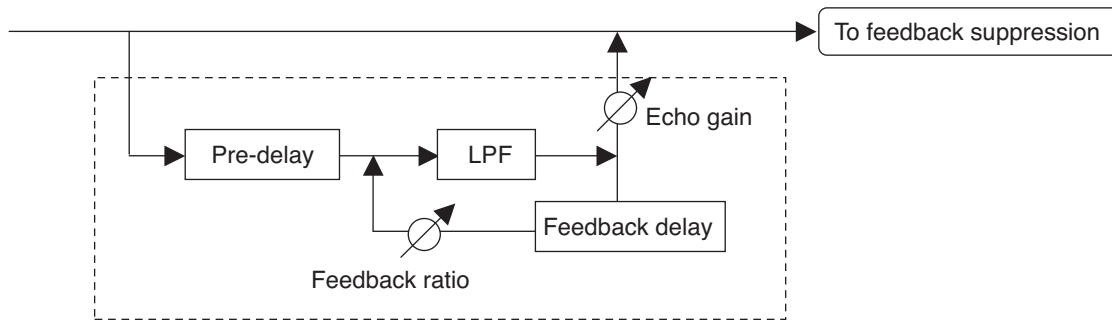 To feedback suppression
Echo gain
Pre-delay
LPF
Feedback delay
Feedback ratio